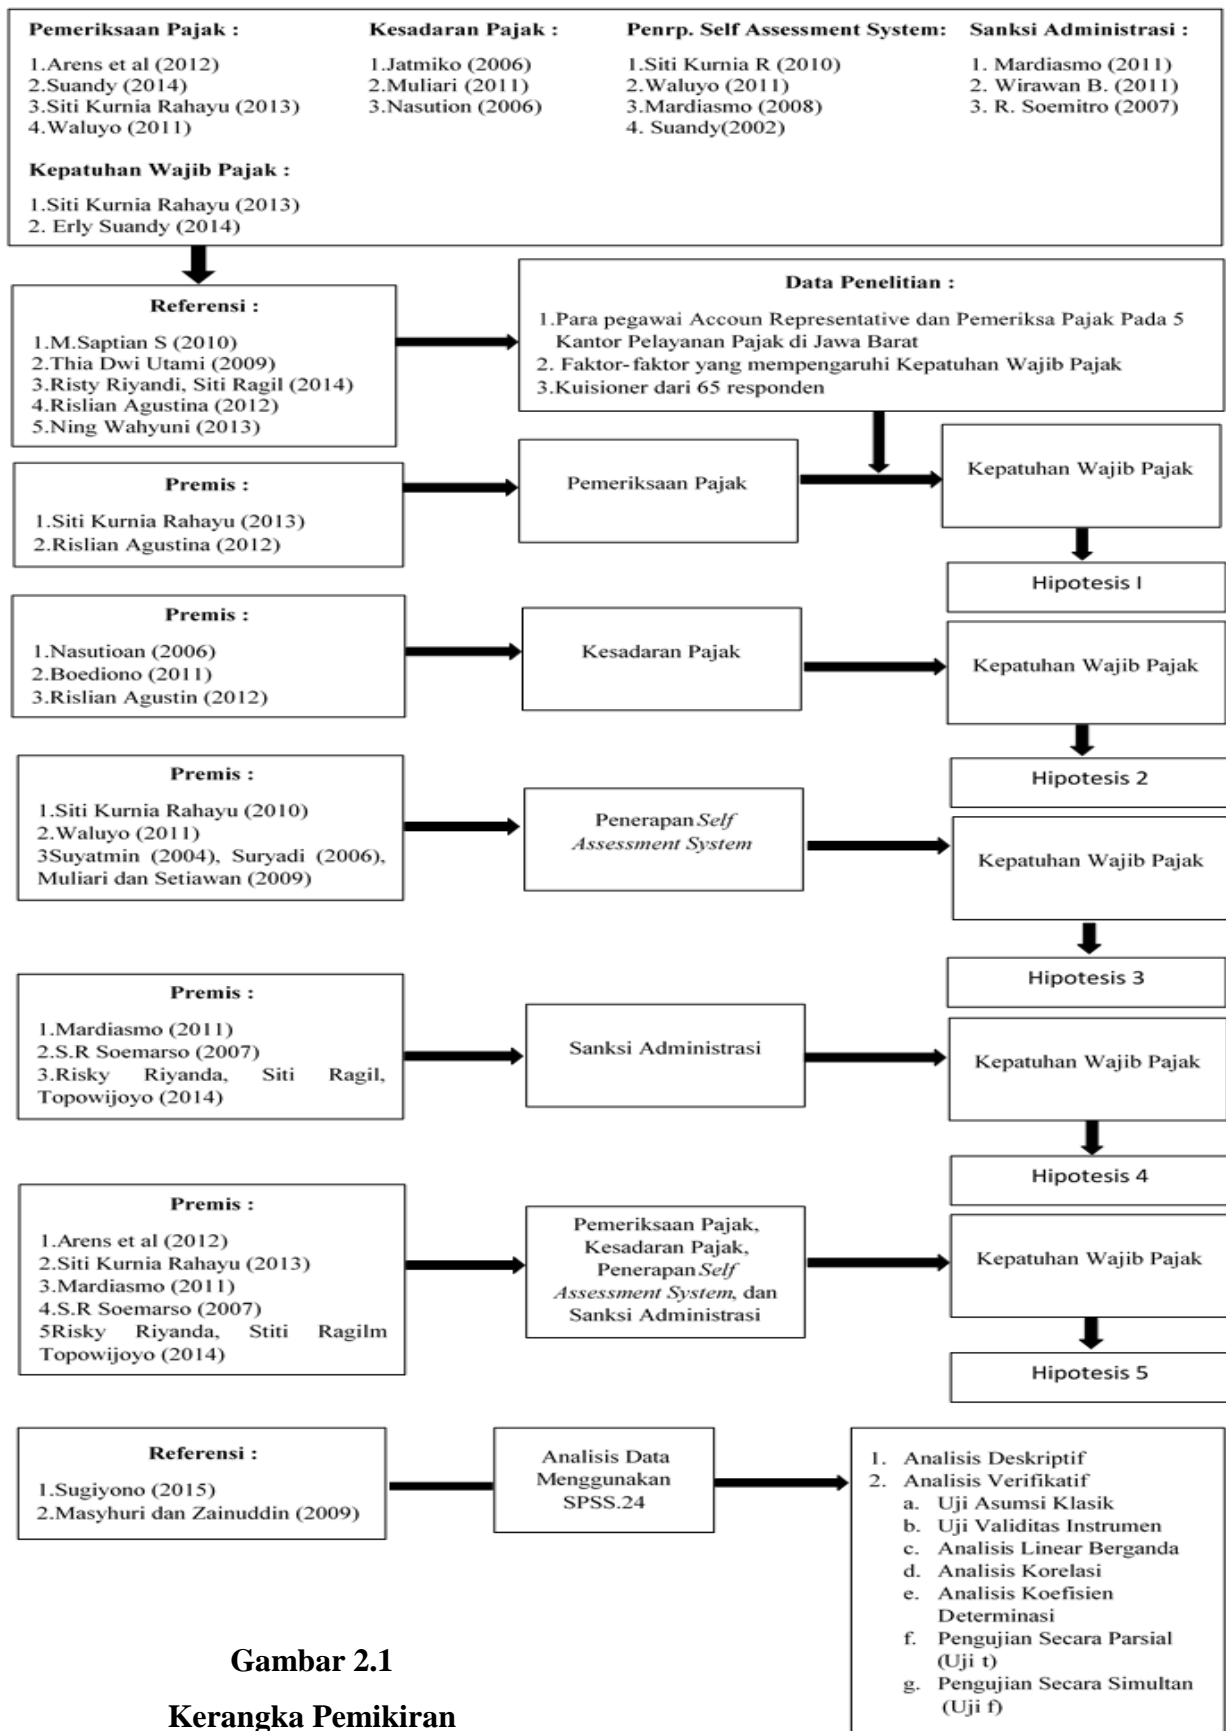 Pemeriksaan Pajak :
1.Arens et al (2012)
2.Suandy (2014)
3.Siti Kurnia Rahayu (2013)
4.Waluyo (2011)
Kesadaran Pajak :
1.Jatmiko (2006)
2.Muliari (2011)
3.Nasution (2006)
Penrp. Self Assessment System:
1.Siti Kurnia R (2010)
2.Waluyo (2011)
3.Mardiasmo (2008)
4. Suandy(2002)
Sanksi Administrasi :
1. Mardiasmo (2011)
2. Wirawan B. (2011)
3. R. Soemitro (2007)
Kepatuhan Wajib Pajak :
1.Siti Kurnia Rahayu (2013)
2. Erly Suandy (2014)
Referensi :
1.M.Saptian S (2010)
2.Thia Dwi Utami (2009)
3.Risty Riyandi, Siti Ragil (2014)
4.Rislian Agustina (2012)
5.Ning Wahyuni (2013)
Data Penelitian :
1.Para pegawai Accoun Representative dan Pemeriksa Pajak Pada 5
Kantor Pelayanan Pajak di Jawa Barat
2. Faktor-faktor yang mempengaruhi Kepatuhan Wajib Pajak
3.Kuisioner dari 65 responden
Premis :
1.Siti Kurnia Rahayu (2013)
2.Rislian Agustina (2012)
Pemeriksaan Pajak
Kepatuhan Wajib Pajak
Hipotesis I
Premis :
1.Nasutioan (2006)
2.Boediono (2011)
3.Rislian Agustin (2012)
Kesadaran Pajak
Kepatuhan Wajib Pajak
Hipotesis 2
Premis :
1.Siti Kurnia Rahayu (2010)
2.Waluyo (2011)
3Suyatmin (2004), Suryadi (2006),
Muliari dan Setiawan (2009)
Penerapan Self
Assessment System
Kepatuhan Wajib Pajak
Hipotesis 3
Premis :
1.Mardiasmo (2011)
2.S.R Soemarso (2007)
3.Risky Riyanda, Siti Ragil,
Topowijoyo (2014)
Sanksi Administrasi
Kepatuhan Wajib Pajak
Hipotesis 4
Premis :
1.Arens et al (2012)
2.Siti Kurnia Rahayu (2013)
3.Mardiasmo (2011)
4.S.R Soemarso (2007)
5Risky Riyanda, Stiti Ragilm
Topowijoyo (2014)
Pemeriksaan Pajak,
Kesadaran Pajak,
Penerapan Self
Assessment System, dan
Sanksi Administrasi
Kepatuhan Wajib Pajak
Hipotesis 5
Referensi :
1.Sugiyono (2015)
2.Masyhuri dan Zainuddin (2009)
Analisis Data
Menggunakan
SPSS.24
1. Analisis Deskriptif
2. Analisis Verifikatif
a. Uji Asumsi Klasik
b. Uji Validitas Instrumen
c. Analisis Linear Berganda
d. Analisis Korelasi
e. Analisis Koefisien
Determinasi
f. Pengujian Secara Parsial
(Uji t)
g. Pengujian Secara Simultan
(Uji f)
Gambar 2.1
Kerangka Pemikiran